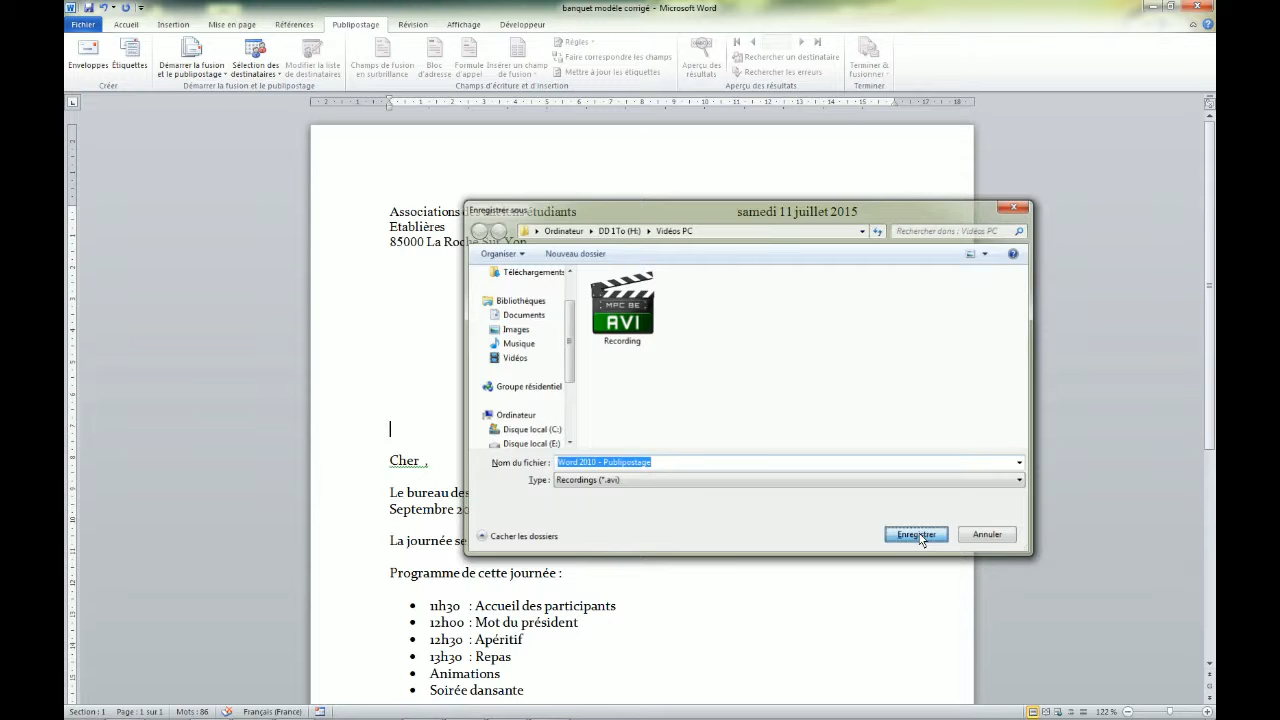 banquet modèle corrigé - Microsoft Word
Fichier Accueil Insertion Mise en page Références Publipostage Révision Affichage Développeur
Enveloppes Étiquettes
Créer
Démarrer la fusion et le publipostage
Sélection des destinataires
Modifier la liste de destinataires
Démarrer la fusion et le publipostage
Champs de fusion en surbrillance
Bloc d'adresse
Formule d'appel
Insérer un champ de fusion
Règles
Faire correspondre les champs
Mettre à jour les étiquettes
Champs d'écriture et d'insertion
Aperçu des résultats
Rechercher un destinataire
Rechercher les erreurs
Aperçu des résultats
Terminer & fusionner
Terminer
Associations des étudiants
samedi 11 juillet 2015
Etablières
85000 La Roche Sur Yon
Enregistrer sous
Ordinateur DD 1To (H:) Vidéos PC
Rechercher dans : Vidéos PC
Organiser Nouveau dossier
Téléchargements
Bibliothèques
Documents
Images
Musique
Vidéos
Groupe résidentiel
Ordinateur
Disque local (C:)
Disque local (E:)
MPC BE
AVI
Recording
Nom du fichier : Word 2010 - Publipostage
Type : Recordings (*.avi)
Cacher les dossiers
Enregistrer Annuler
Cher ,
Le bureau des
Septembre 20
La journée se
Programme de cette journée :
• 11h30 : Accueil des participants
• 12h00 : Mot du président
• 12h30 : Apéritif
• 13h30 : Repas
• Animations
• Soirée dansante
Section : 1 Page : 1 sur 1 Mots : 86 Français (France) 122 %